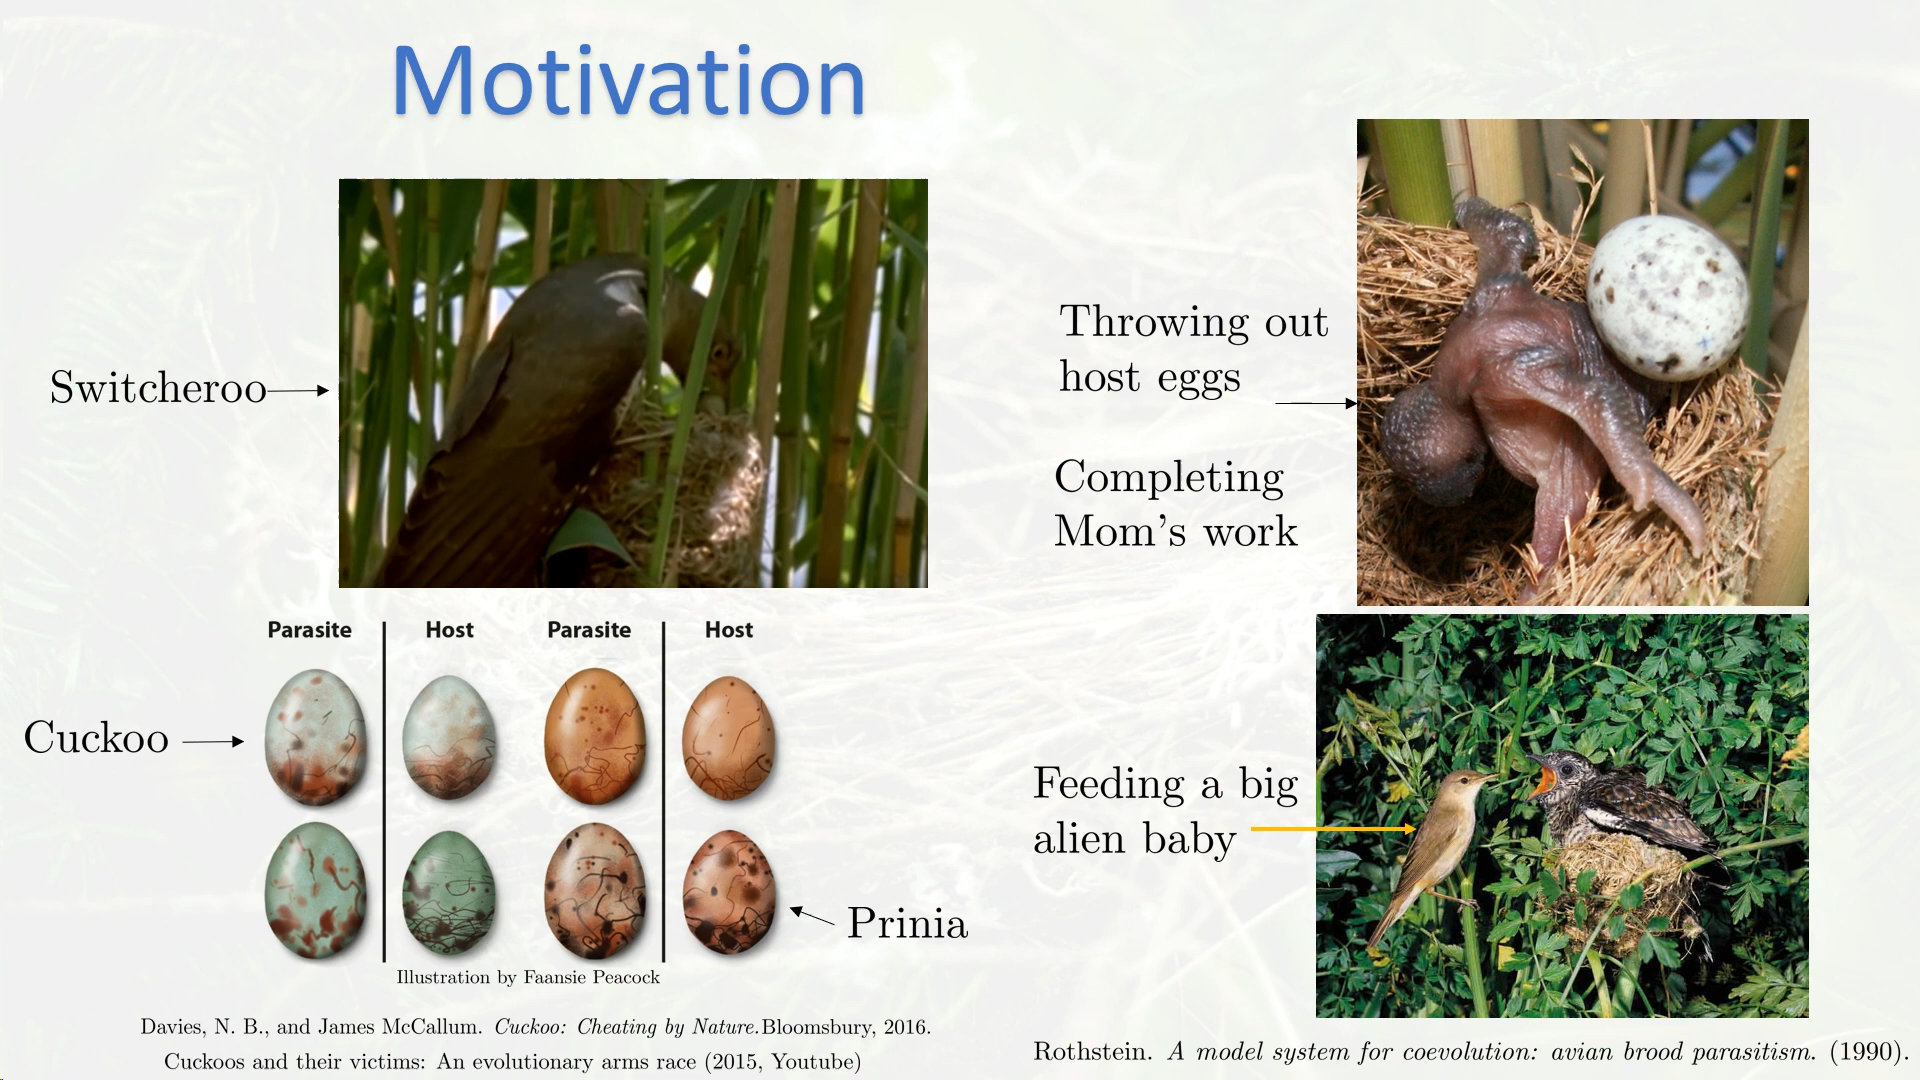 Motivation
Switcheroo
Throwing out
host eggs
Completing
Mom's work
Parasite Host Parasite Host
Cuckoo
Prinia
Illustration by Faansie Peacock
Feeding a big
alien baby
Davies, N. B., and James McCallum. Cuckoo: Cheating by Nature.Bloomsbury, 2016.
Cuckoos and their victims: An evolutionary arms race (2015, Youtube)
Rothstein. A model system for coevolution: avian brood parasitism. (1990).